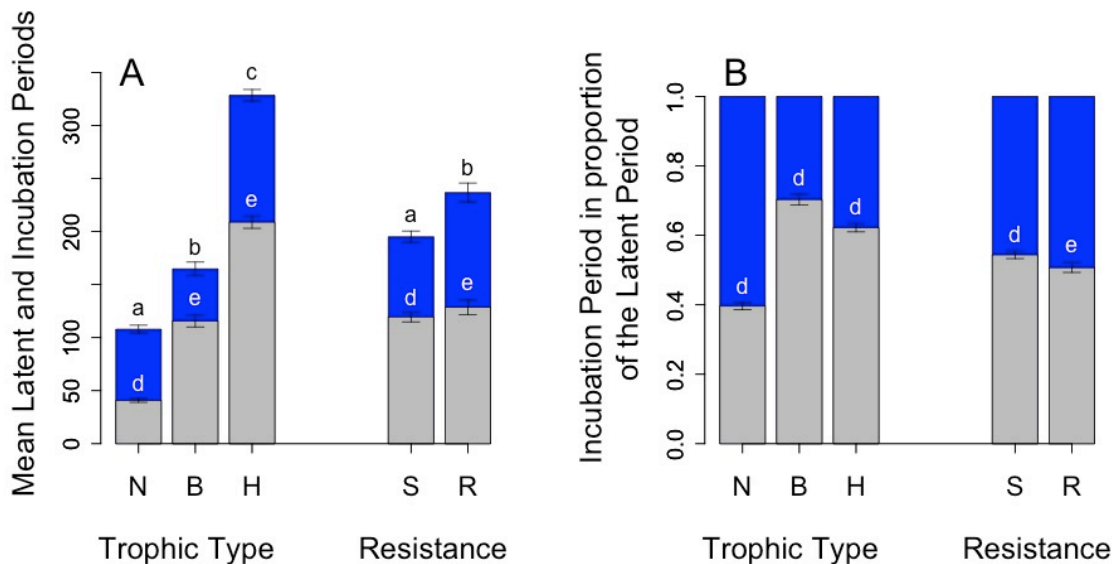 A
Mean Latent and Incubation Periods
300
200
100
50
0
a
b
c
d
e
e
a
b
d
e
N B H S R
Trophic Type Resistance
B
Incubation Period in proportion
of the Latent Period
1.0
0.8
0.6
0.4
0.2
0.0
d
d
d
d
e
N B H S R
Trophic Type Resistance